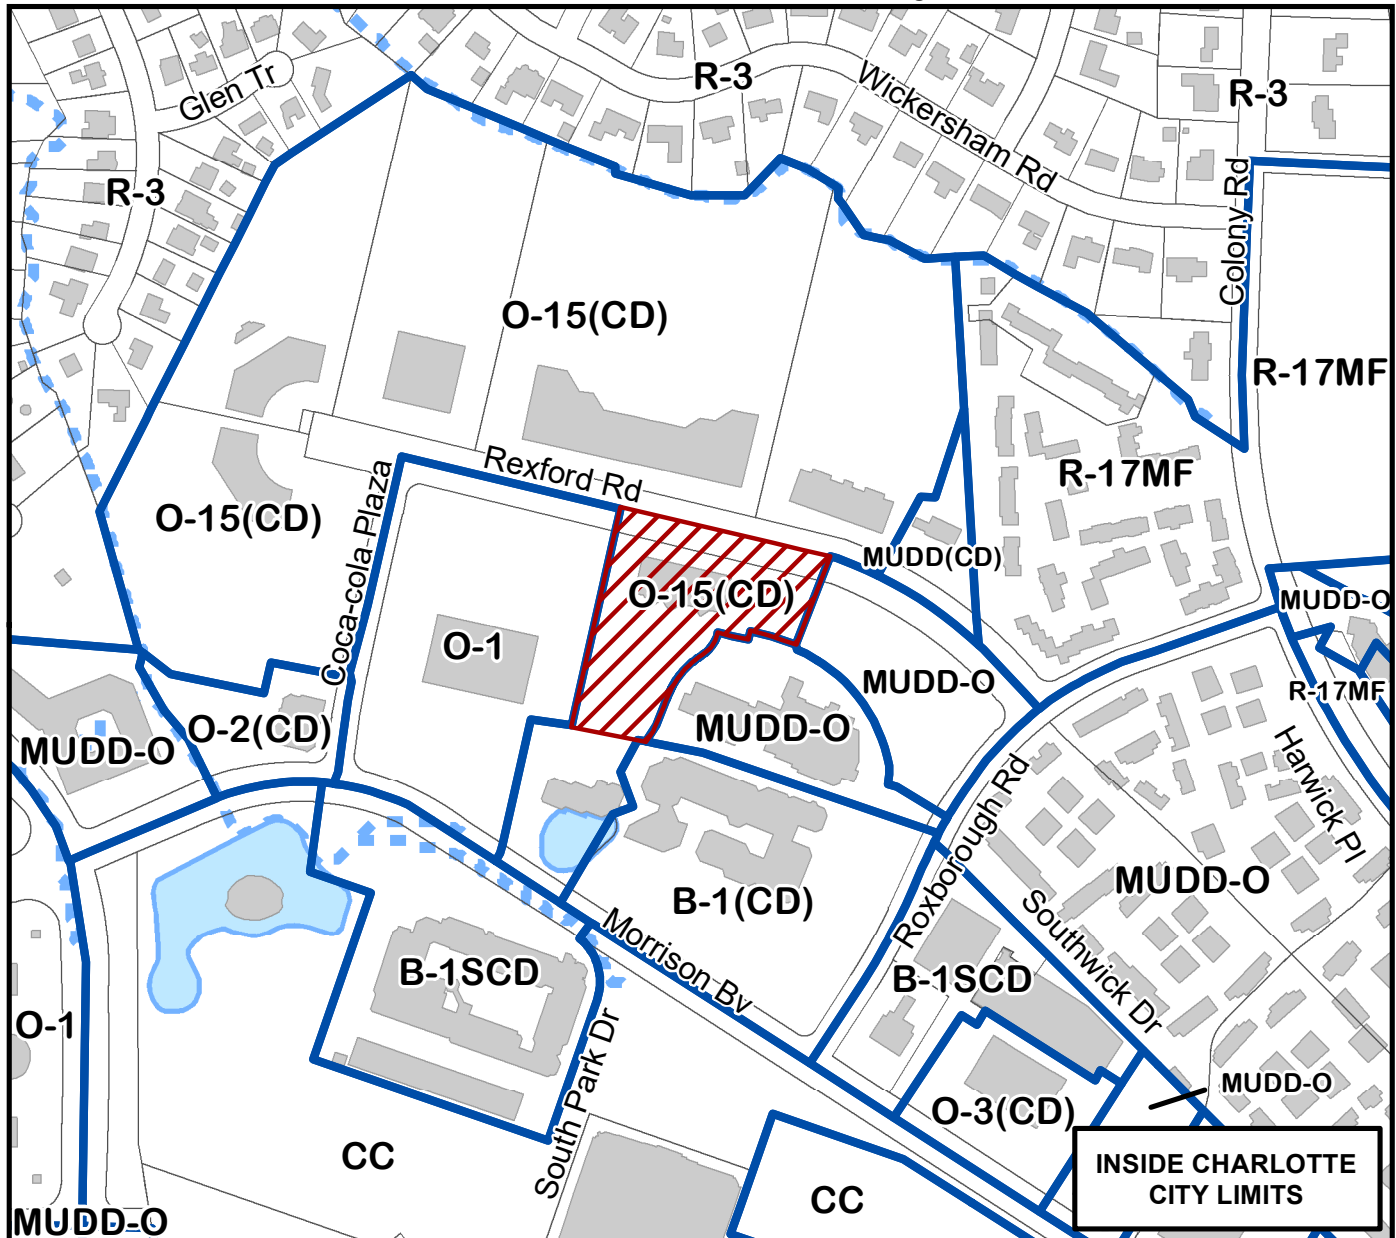 R-3
Wickersham Rd
R-3
Glen Tr
R-3
Colony Rd
O-15(CD)
R-17MF
Rexford Rd
R-17MF
O-15(CD)
Coca-cola Plaza
MUDD(CD)
O-15(CD)
MUDD-O
O-1
MUDD-O
R-17MF
O-2(CD)
MUDD-O
MUDD-O
Harwick Pl
Roxborough Rd
MUDD-O
B-1(CD)
Southwick Dr
Morrison Bv
B-1SCD
B-1SCD
O-1
South Park Dr
MUDD-O
O-3(CD)
CC
INSIDE CHARLOTTE
CITY LIMITS
CC
MUDD-O